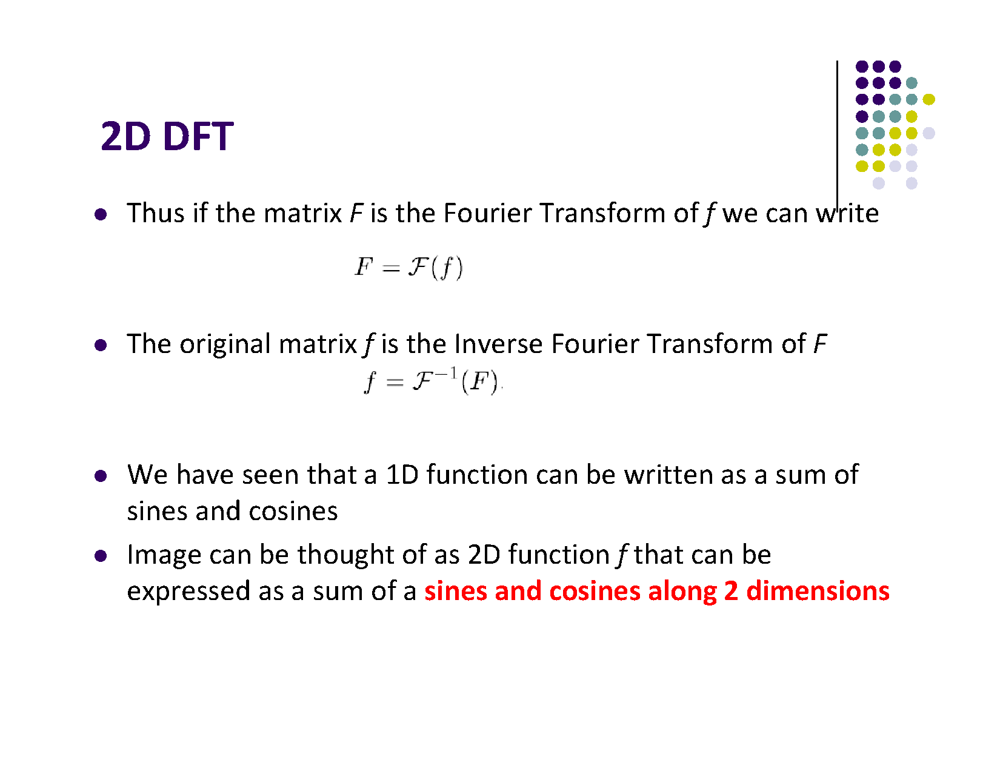 2D DFT
● Thus if the matrix F is the Fourier Transform of f we can write
F = ℱ(f)
● The original matrix f is the Inverse Fourier Transform of F
f = ℱ⁻¹(F).
● We have seen that a 1D function can be written as a sum of
sines and cosines
● Image can be thought of as 2D function f that can be
expressed as a sum of a sines and cosines along 2 dimensions